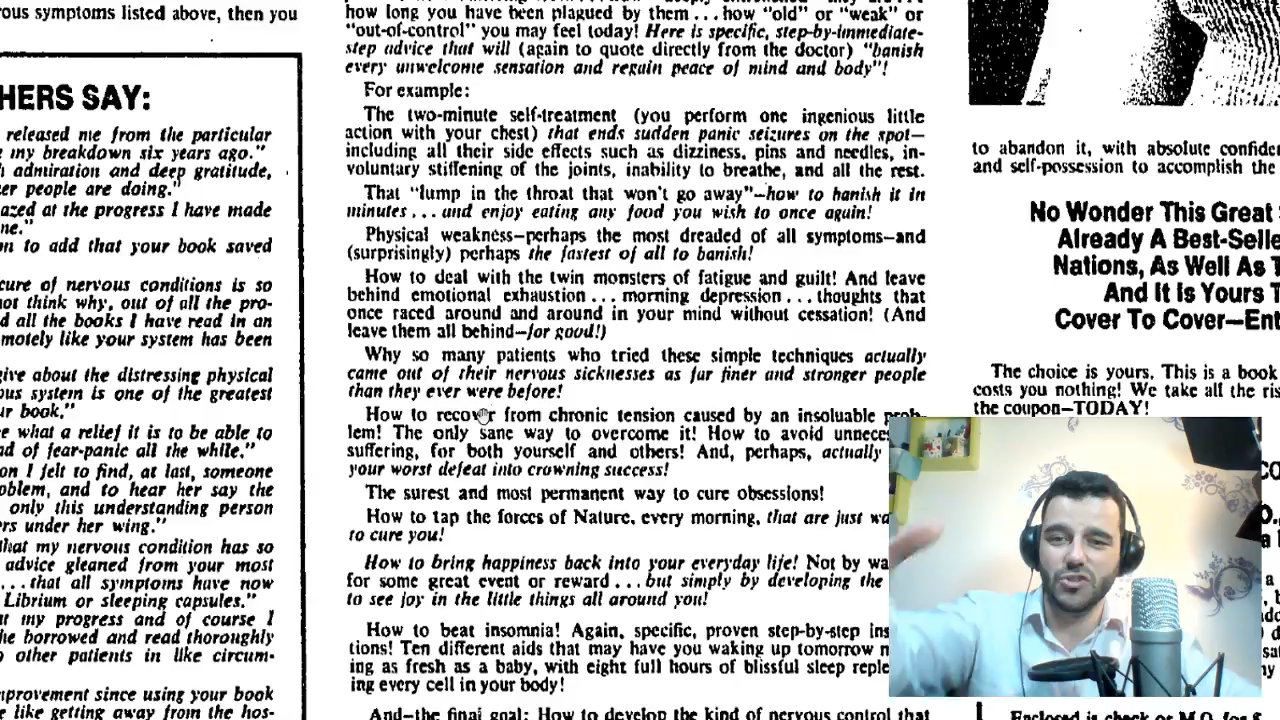 rous symptoms listed above, then you
HERS SAY:
released me from the particular
my breakdown six years ago."
admiration and deep gratitude,
er people are doing."
azed at the progress I have made
ne."
on to add that your book saved
cure of nervous conditions is so
not think why, out of all the pro-
d all the books I have read in an
motely like your system has been
give about the distressing physical
ous system is one of the greatest
ur book."
e what a relief it is to be able to
ad of fear-panic all the while."
on I felt to find, at last, someone
oblem, and to hear her say the
only this understanding person
ers under her wing."
that my nervous condition has so
advice gleaned from your most
...that all symptoms have now
Librium or sleeping capsules."
my progress and of course I
he borrowed and read thoroughly
other patients in like circum-
mprovement since using your book
like getting away from the hos-
how long you have been plagued by them...how "old" or "weak" or
"out-of-control" you may feel today! Here is specific, step-by-immediate-
step advice that will (again to quote directly from the doctor) "banish
every unwelcome sensation and regain peace of mind and body"!
For example:
The two-minute self-treatment (you perform one ingenious little
action with your chest) that ends sudden panic seizures on the spot—
including all their side effects such as dizziness, pins and needles, in-
voluntary stiffening of the joints, inability to breathe, and all the rest.
That "lump in the throat that won't go away"—how to banish it in
minutes...and enjoy eating any food you wish to once again!
Physical weakness—perhaps the most dreaded of all symptoms—and
(surprisingly) perhaps the fastest of all to banish!
How to deal with the twin monsters of fatigue and guilt! And leave
behind emotional exhaustion...morning depression...thoughts that
once raced around and around in your mind without cessation! (And
leave them all behind—for good!)
Why so many patients who tried these simple techniques actually
came out of their nervous sicknesses as far finer and stronger people
than they ever were before!
How to recover from chronic tension caused by an insoluable prob-
lem! The only sane way to overcome it! How to avoid unnece
suffering, for both yourself and others! And, perhaps, actually
your worst defeat into crowning success!
The surest and most permanent way to cure obsessions!
How to tap the forces of Nature, every morning, that are just wa
to cure you!
How to bring happiness back into your everyday life! Not by wa
for some great event or reward...but simply by developing the
to see joy in the little things all around you!
How to beat insomnia! Again, specific, proven step-by-step ins
tions! Ten different aids that may have you waking up tomorrow m
ing as fresh as a baby, with eight full hours of blissful sleep reple
ing every cell in your body!
And—the final goal: How to develop the kind of nervous control that
to abandon it, with absolute confiden
and self-possession to accomplish the
No Wonder This Great
Already A Best-Selle
Nations, As Well As T
And It Is Yours T
Cover To Cover—Ent
The choice is yours. This is a book
costs you nothing! We take all the ris
the coupon—TODAY!
Enclosed is check or M.O. for $